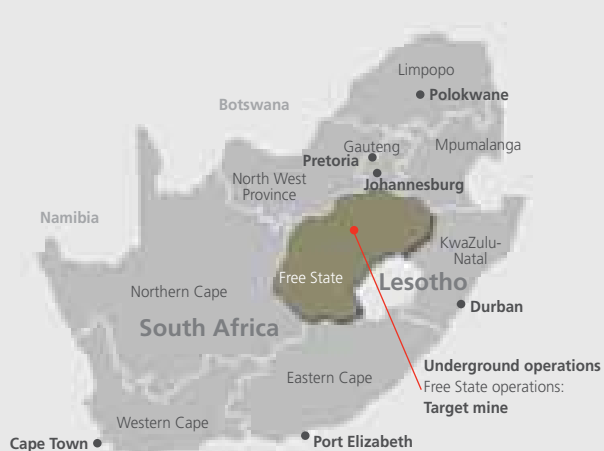 Limpopo
Polokwane
Botswana
Gauteng
Mpumalanga
Pretoria
North West
Province
Johannesburg
Namibia
KwaZulu-
Natal
Free State
Lesotho
Northern Cape
Durban
South Africa
Underground operations
Free State operations:
Target mine
Eastern Cape
Western Cape
Cape Town
Port Elizabeth